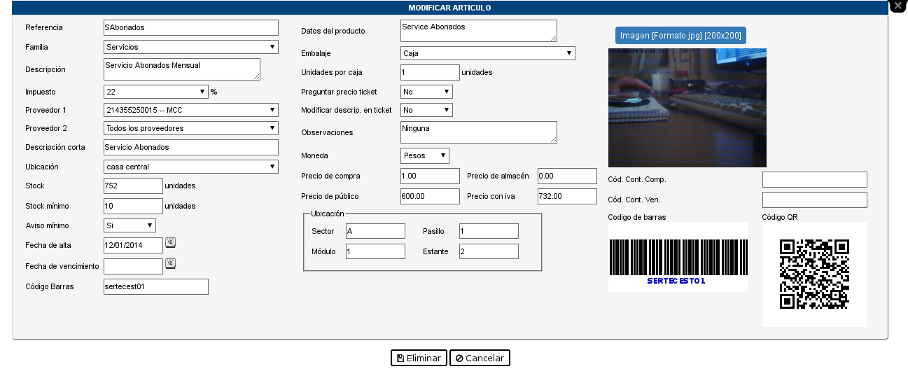 MODIFICAR ARTICULO
Referencia SAbonados
Familia Servicios
Descripción Servicio Abonados Mensual
Impuesto 22 %
Proveedor 1 214355250015 -- MCC
Proveedor 2 Todos los proveedores
Descripción corta Servicio Abonados
Ubicación casa central
Stock 752 unidades
Stock mínimo 10 unidades
Aviso mínimo Si
Fecha de alta 12/01/2014
Fecha de vencimiento
Código Barras sertecest01
Datos del producto Service Abonados
Embalaje Caja
Unidades por caja 1 unidades
Preguntar precio ticket No
Modificar descrip. en ticket No
Observaciones Ninguna
Moneda Pesos
Precio de compra 1.00 Precio de almacén 0.00
Precio de público 600.00 Precio con iva 732.00
Ubicación
Sector A Pasillo 1
Módulo 1 Estante 2
Imagen [Formato jpg] [200x200]
Cód. Cont. Comp.
Cód. Cont. Ven.
Codigo de barras Código QR
SERTECEST01
Eliminar Cancelar